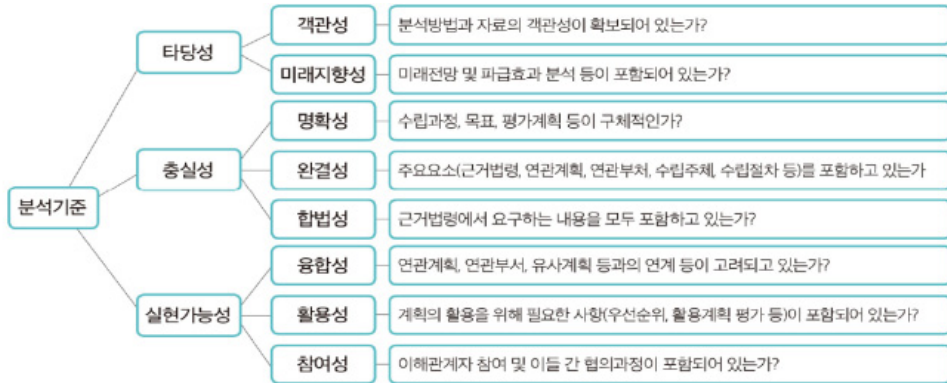 분석기준
타당성
객관성
분석방법과 자료의 객관성이 확보되어 있는가?
미래지향성
미래전망 및 파급효과 분석 등이 포함되어 있는가?
충실성
명확성
수립과정, 목표, 평가계획 등이 구체적인가?
완결성
주요요소(근거법령, 연관계획, 연관부처, 수립주체, 수립절차 등)를 포함하고 있는가
합법성
근거법령에서 요구하는 내용을 모두 포함하고 있는가?
실현가능성
융합성
연관계획, 연관부서, 유사계획 등과의 연계 등이 고려되고 있는가?
활용성
계획의 활용을 위해 필요한 사항(우선순위, 활용계획 평가 등)이 포함되어 있는가?
참여성
이해관계자 참여 및 이들 간 협의과정이 포함되어 있는가?